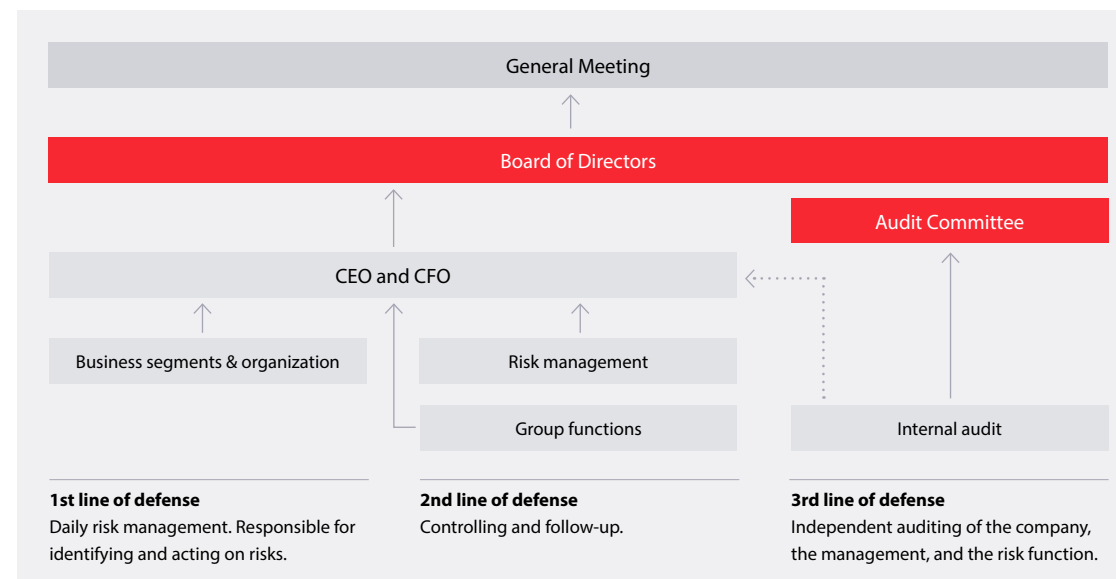 General Meeting
Board of Directors
Audit Committee
CEO and CFO
Business segments & organization
Risk management
Group functions
Internal audit
1st line of defense
Daily risk management. Responsible for
identifying and acting on risks.
2nd line of defense
Controlling and follow-up.
3rd line of defense
Independent auditing of the company,
the management, and the risk function.